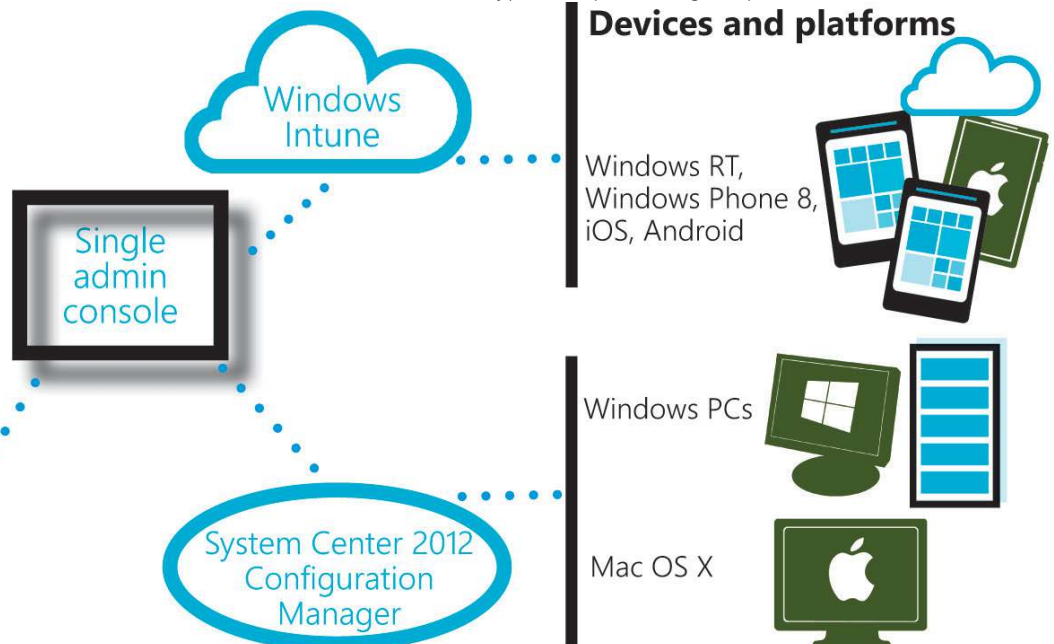 Devices and platforms
Windows
Intune
Windows RT,
Windows Phone 8,
iOS, Android
Single
admin
console
Windows PCs
System Center 2012
Configuration
Manager
Mac OS X